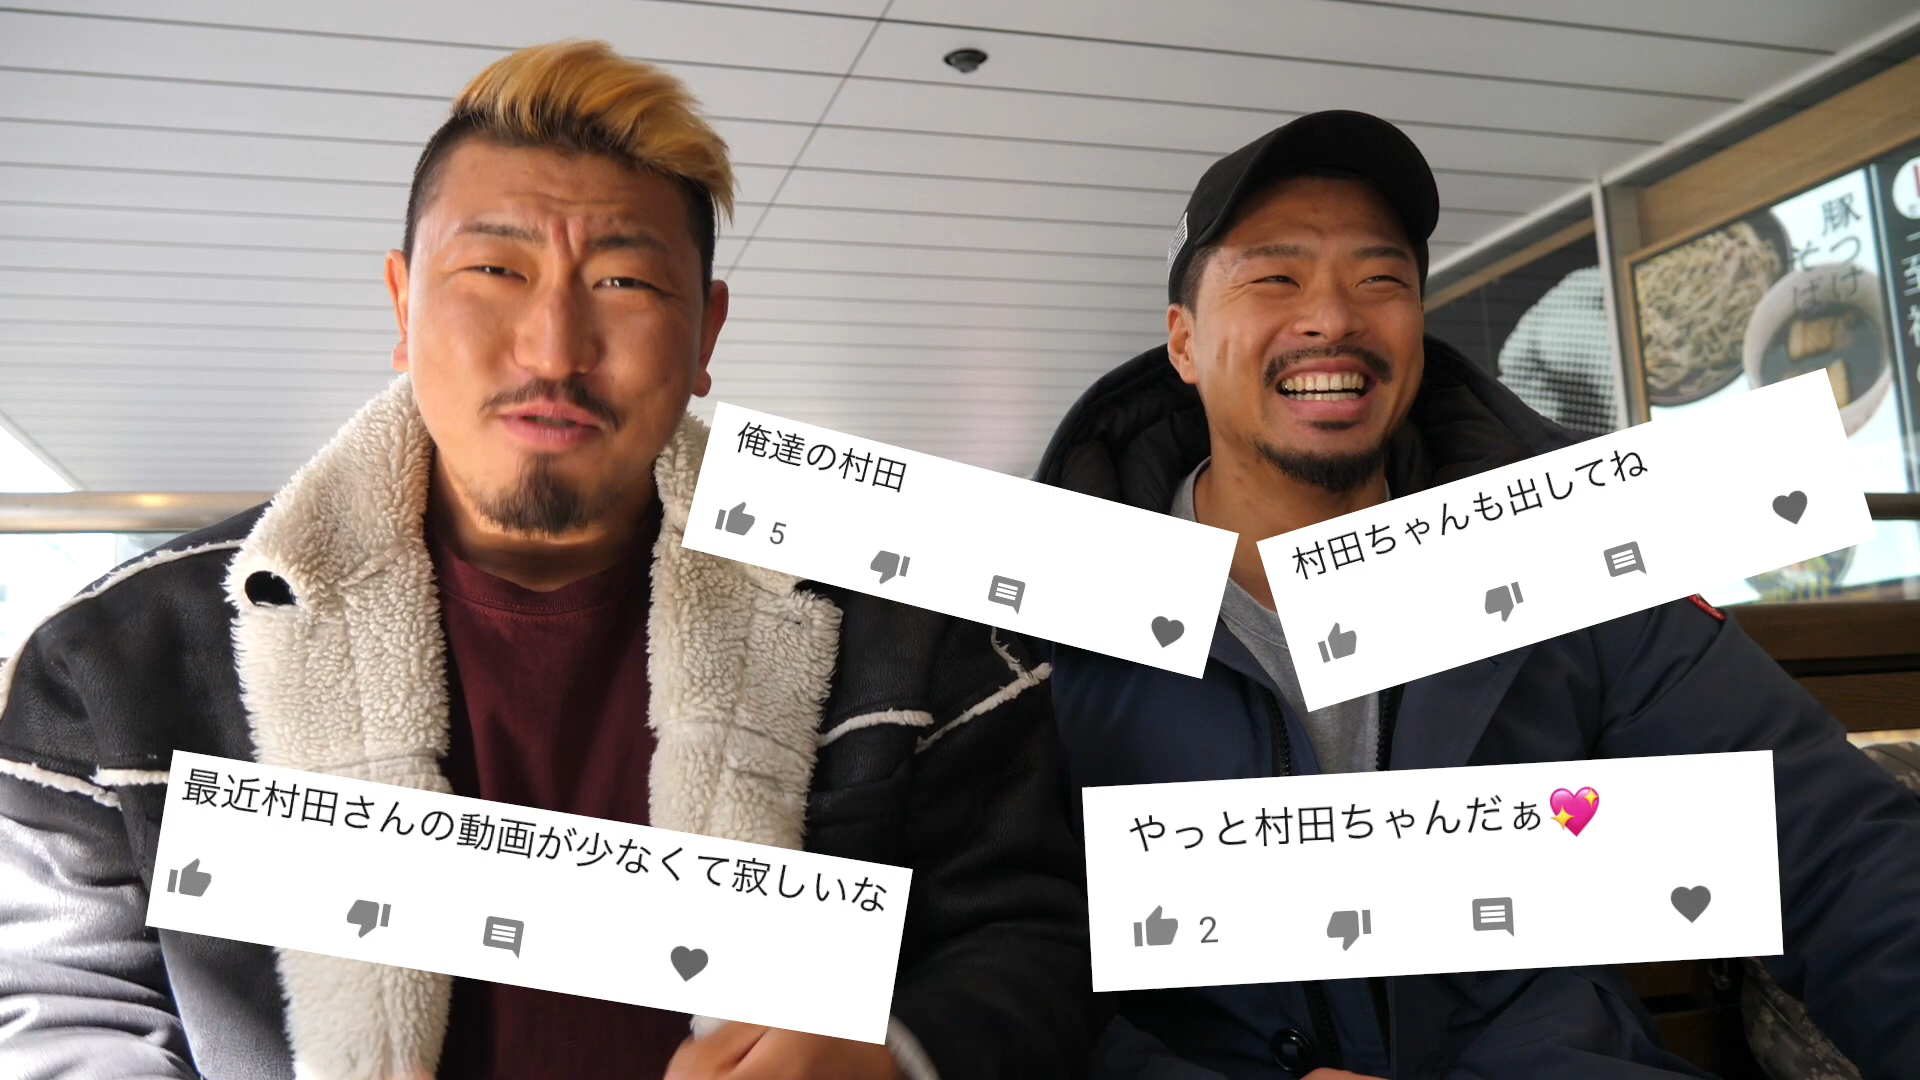 俺達の村田
5
村田ちゃんも出してね
最近村田さんの動画が少なくて寂しいな
やっと村田ちゃんだぁ💖
2
豚つけ
そば